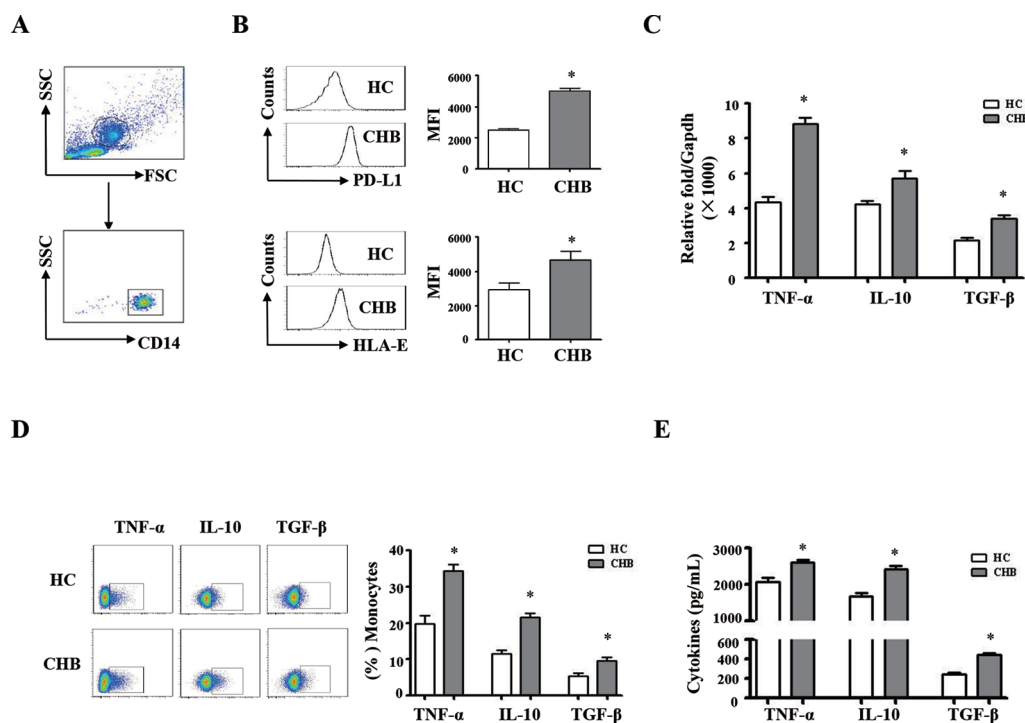 A
B
C
SSC
FSC
SSC
CD14
Counts
HC
CHB
PD-L1
MFI
6000
4000
2000
0
*
HC CHB
Counts
HC
CHB
HLA-E
MFI
6000
4000
2000
0
*
HC CHB
Relative fold/Gapdh
(×1000)
10
8
6
4
2
0
* * *
HC
CHB
TNF-α IL-10 TGF-β
D
E
TNF-α IL-10 TGF-β
HC
CHB
(%) Monocytes
40
30
20
10
0
* * *
HC
CHB
TNF-α IL-10 TGF-β
Cytokines (pg/mL)
3000
2000
1000
600
400
200
0
* * *
HC
CHB
TNF-α IL-10 TGF-β